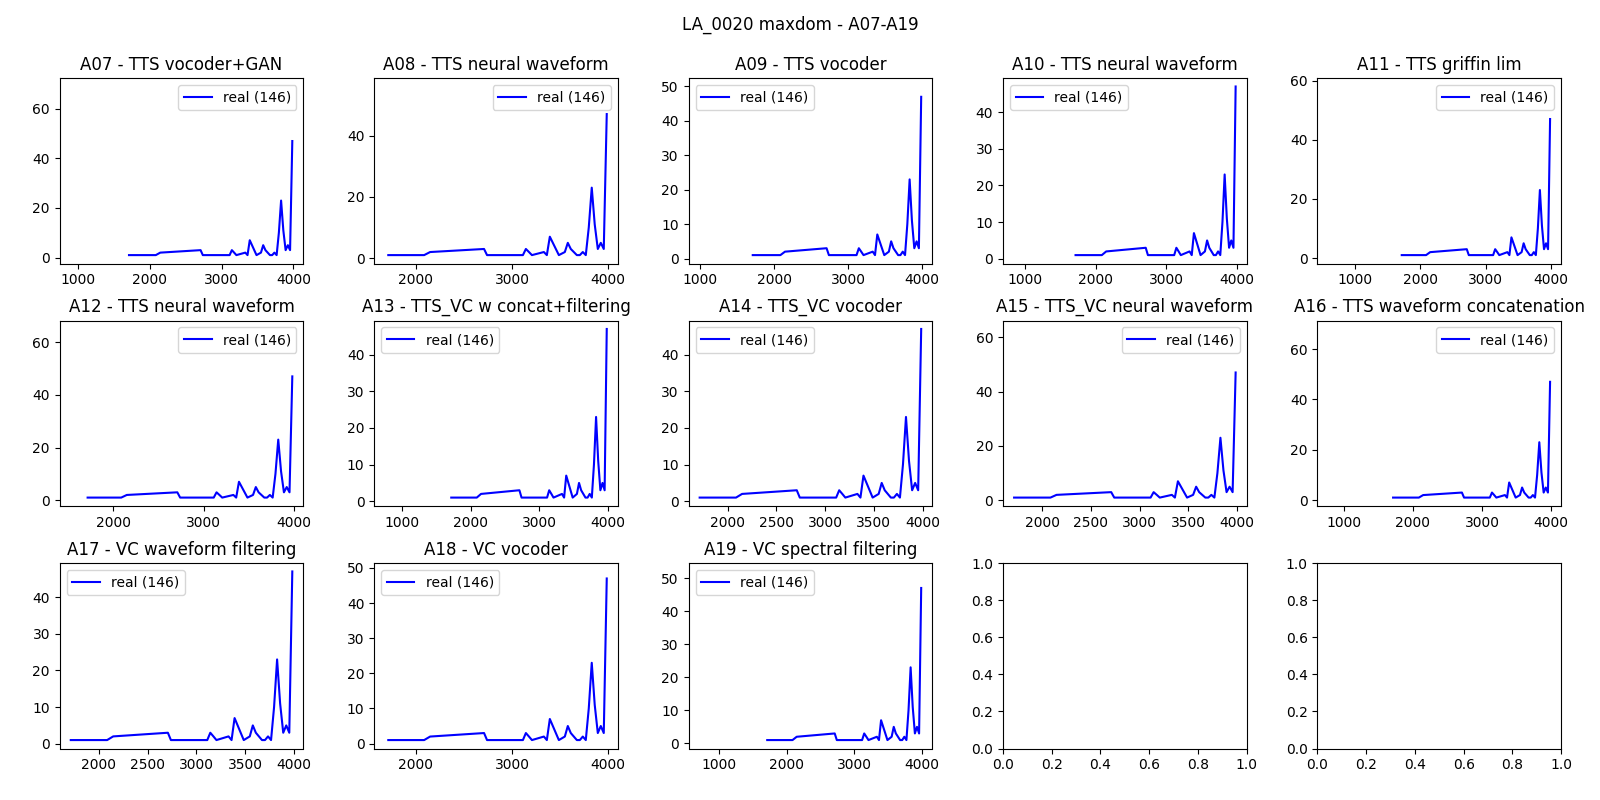 LA_0020 maxdom - A07-A19
A07 - TTS vocoder+GAN
A08 - TTS neural waveform
A09 - TTS vocoder
A10 - TTS neural waveform
A11 - TTS griffin lim
real (146)
real (146)
real (146)
real (146)
real (146)
60
40
20
0
40
20
0
50
40
30
20
10
0
40
30
20
10
0
60
40
20
0
1000 2000 3000 4000
2000 3000 4000
1000 2000 3000 4000
1000 2000 3000 4000
1000 2000 3000 4000
A12 - TTS neural waveform
A13 - TTS_VC w concat+filtering
A14 - TTS_VC vocoder
A15 - TTS_VC neural waveform
A16 - TTS waveform concatenation
real (146)
real (146)
real (146)
real (146)
real (146)
60
40
20
0
40
30
20
10
0
40
30
20
10
0
60
40
20
0
60
40
20
0
2000 3000 4000
1000 2000 3000 4000
2000 2500 3000 3500 4000
2000 2500 3000 3500 4000
1000 2000 3000 4000
A17 - VC waveform filtering
A18 - VC vocoder
A19 - VC spectral filtering
real (146)
real (146)
real (146)
40
30
20
10
0
50
40
30
20
10
0
50
40
30
20
10
0
1.0
0.8
0.6
0.4
0.2
0.0
1.0
0.8
0.6
0.4
0.2
0.0
2000 2500 3000 3500 4000
2000 3000 4000
1000 2000 3000 4000
0.0 0.2 0.4 0.6 0.8 1.0
0.0 0.2 0.4 0.6 0.8 1.0